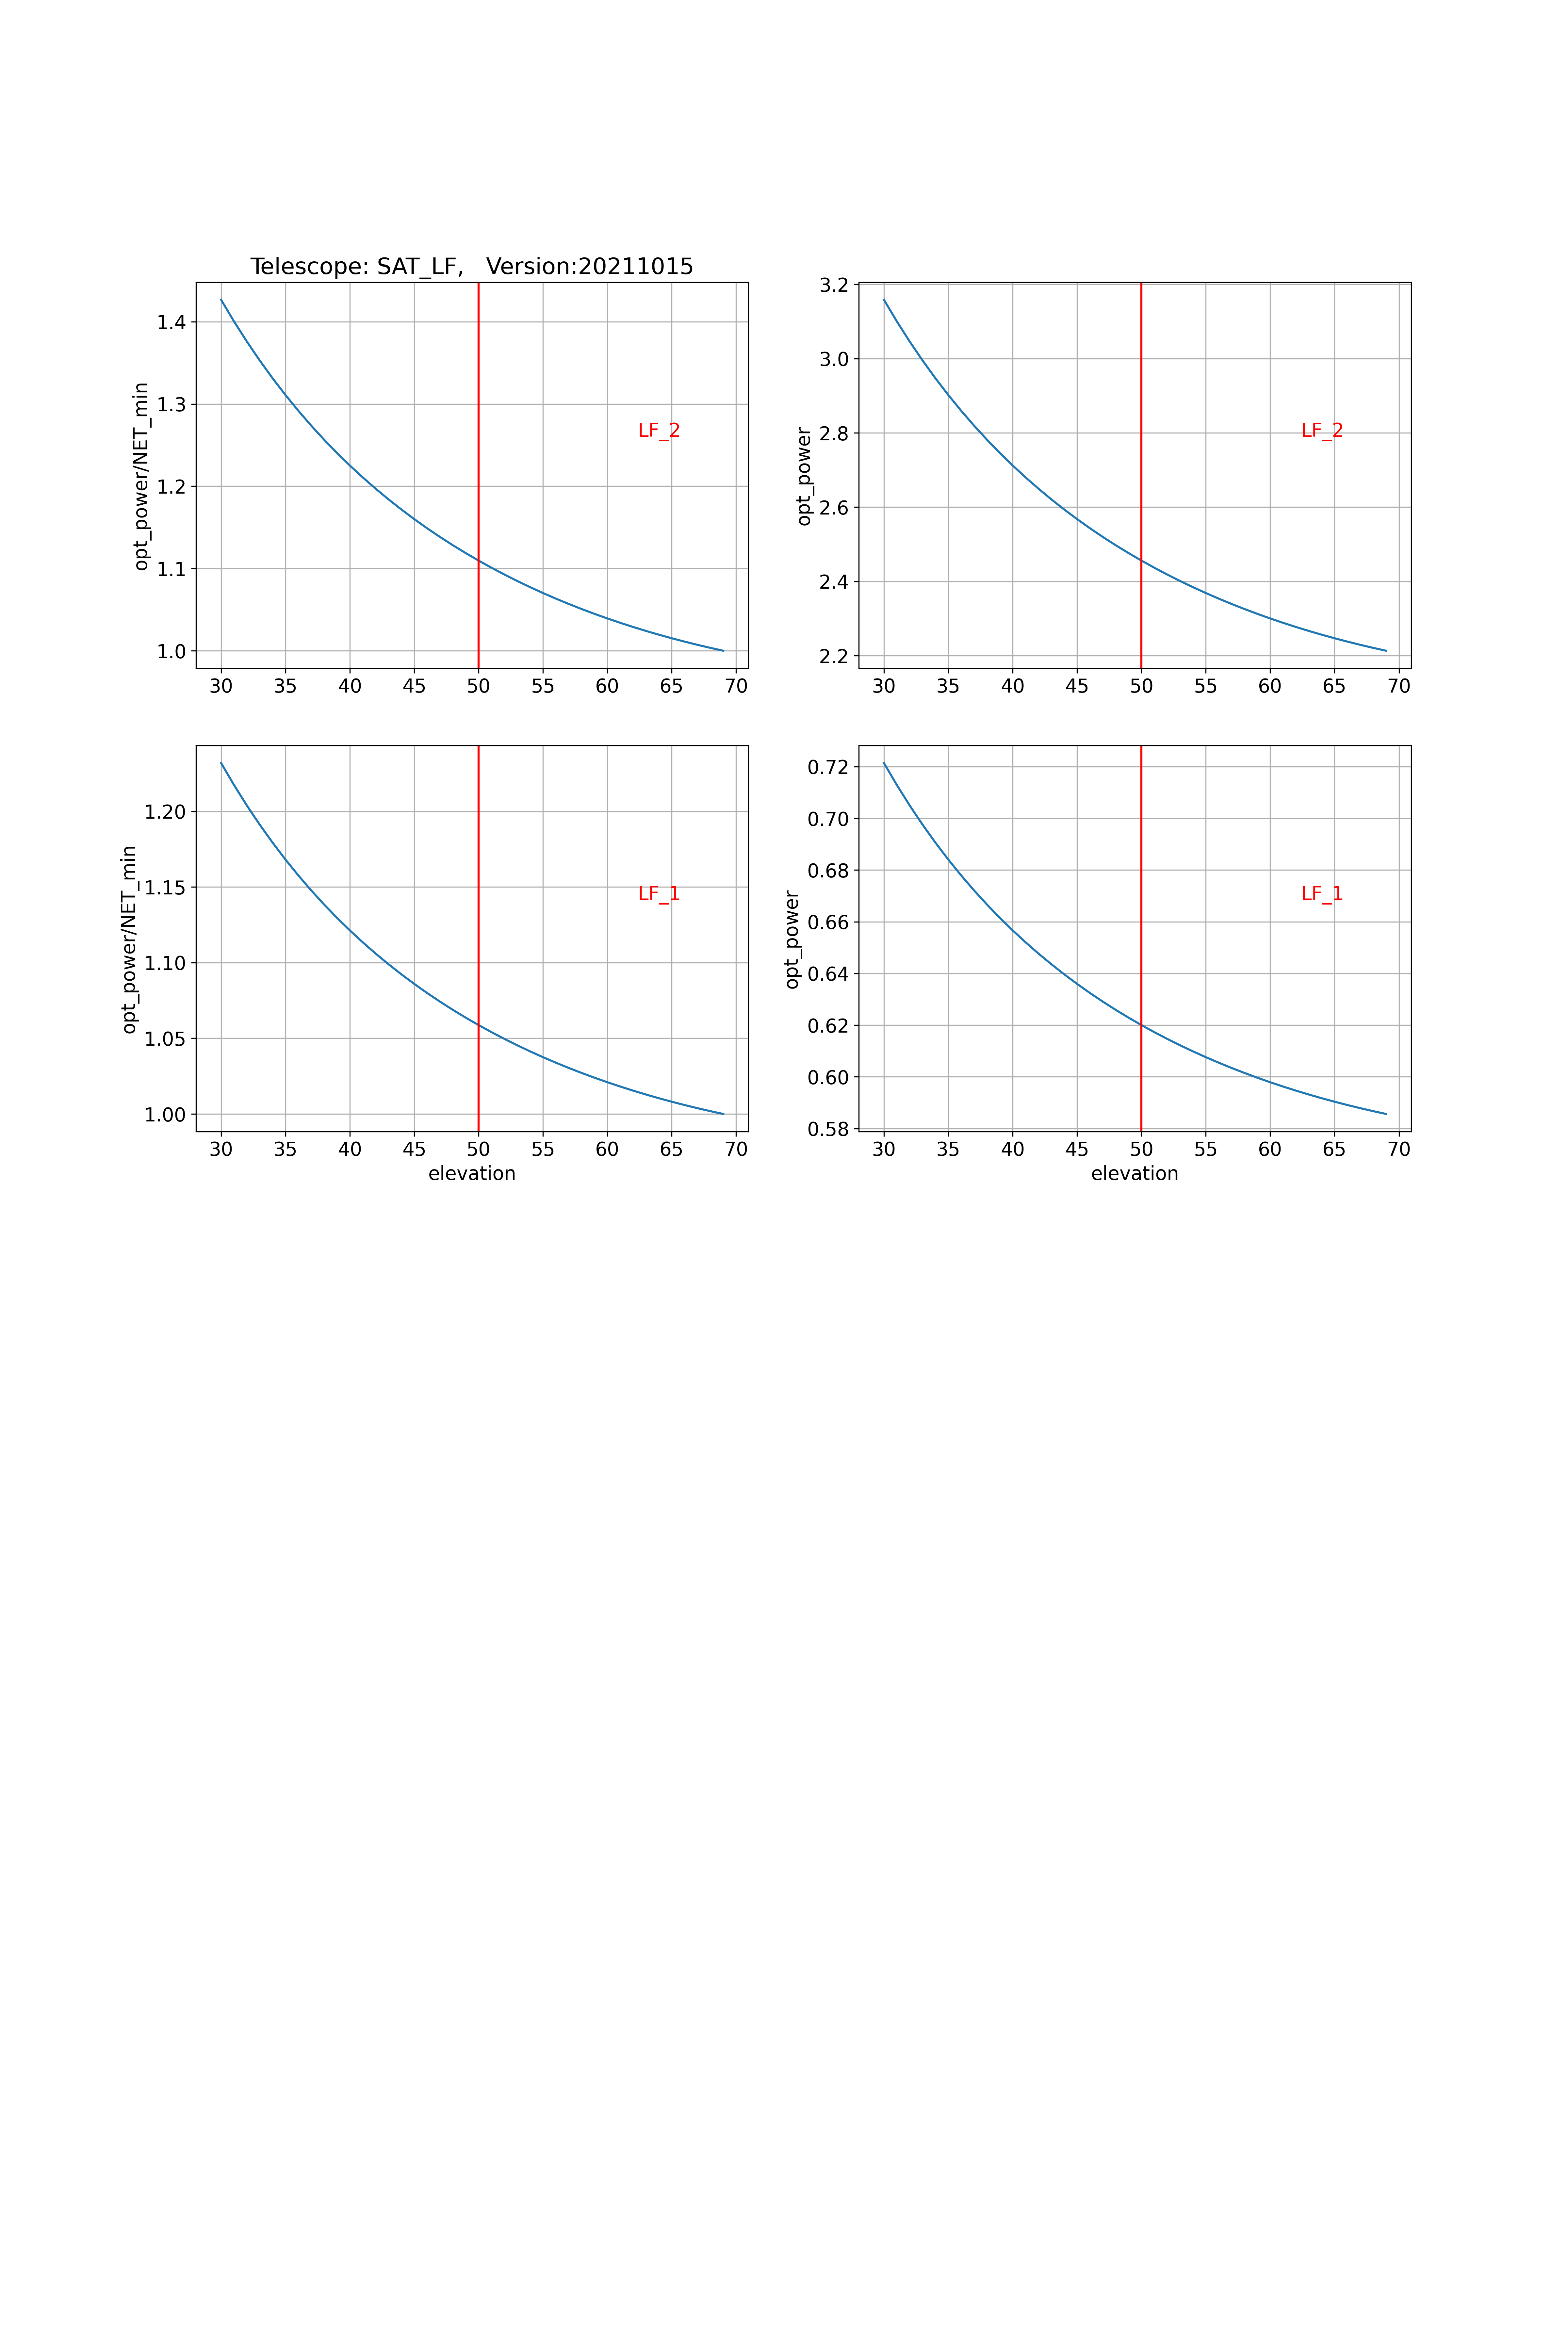 Telescope: SAT_LF,   Version:20211015
opt_power/NET_min
1.4
1.3
1.2
1.1
1.0
LF_2
30 35 40 45 50 55 60 65 70
opt_power
3.2
3.0
2.8
2.6
2.4
2.2
LF_2
30 35 40 45 50 55 60 65 70
opt_power/NET_min
1.20
1.15
1.10
1.05
1.00
LF_1
30 35 40 45 50 55 60 65 70
elevation
opt_power
0.72
0.70
0.68
0.66
0.64
0.62
0.60
0.58
LF_1
30 35 40 45 50 55 60 65 70
elevation